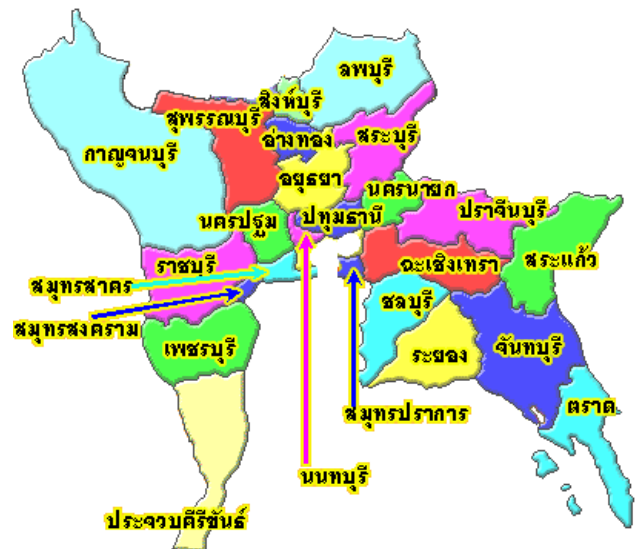 ลพบุรี
สิงห์บุรี
สุพรรณบุรี
อ่างทอง
สระบุรี
กาญจนบุรี
อยุธยา
นครนายก
ปราจีนบุรี
นครปฐม
ปทุมธานี
ราชบุรี
ฉะเชิงเทรา
สระแก้ว
สมุทรสาคร
ชลบุรี
สมุทรสงคราม
เพชรบุรี
ระยอง
จันทบุรี
สมุทรปราการ
ตราด
นนทบุรี
ประจวบคีรีขันธ์